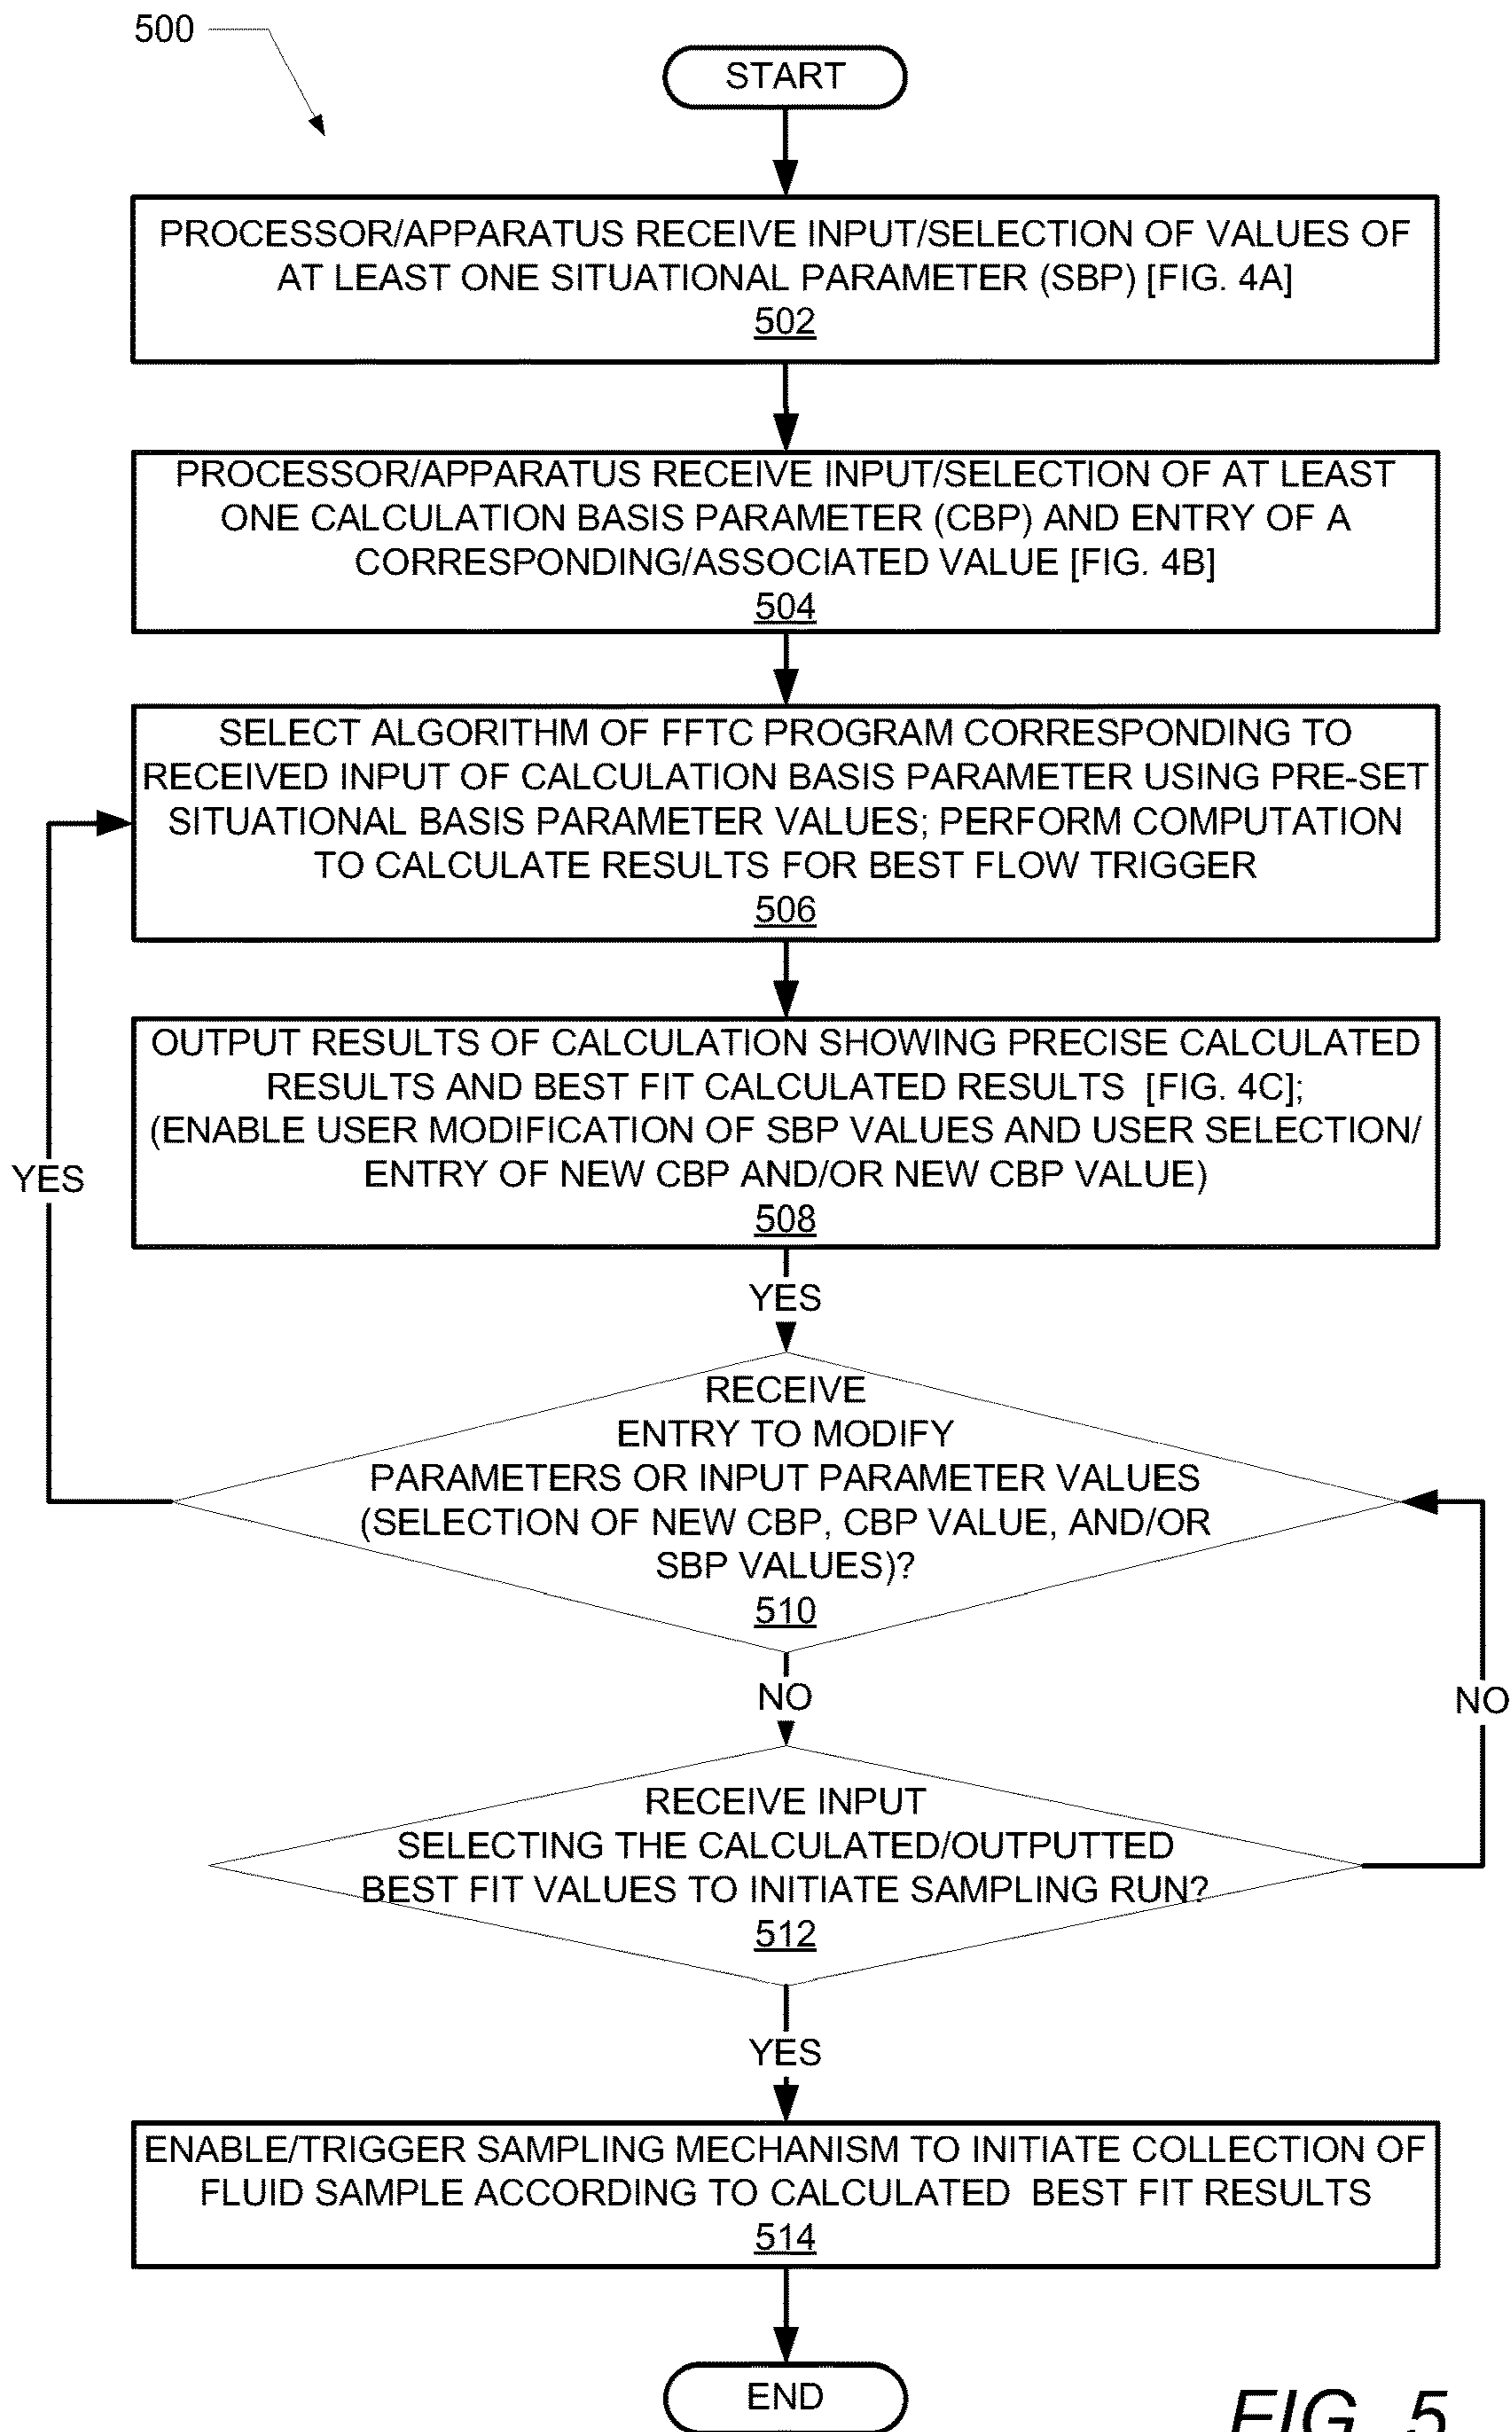 500
START
PROCESSOR/APPARATUS RECEIVE INPUT/SELECTION OF VALUES OF
AT LEAST ONE SITUATIONAL PARAMETER (SBP) [FIG. 4A]
502
PROCESSOR/APPARATUS RECEIVE INPUT/SELECTION OF AT LEAST
ONE CALCULATION BASIS PARAMETER (CBP) AND ENTRY OF A
CORRESPONDING/ASSOCIATED VALUE [FIG. 4B]
504
SELECT ALGORITHM OF FFTC PROGRAM CORRESPONDING TO
RECEIVED INPUT OF CALCULATION BASIS PARAMETER USING PRE-SET
SITUATIONAL BASIS PARAMETER VALUES; PERFORM COMPUTATION
TO CALCULATE RESULTS FOR BEST FLOW TRIGGER
506
OUTPUT RESULTS OF CALCULATION SHOWING PRECISE CALCULATED
RESULTS AND BEST FIT CALCULATED RESULTS [FIG. 4C];
(ENABLE USER MODIFICATION OF SBP VALUES AND USER SELECTION/
ENTRY OF NEW CBP AND/OR NEW CBP VALUE)
508
YES
YES
RECEIVE
ENTRY TO MODIFY
PARAMETERS OR INPUT PARAMETER VALUES
(SELECTION OF NEW CBP, CBP VALUE, AND/OR
SBP VALUES)?
510
NO
NO
RECEIVE INPUT
SELECTING THE CALCULATED/OUTPUTTED
BEST FIT VALUES TO INITIATE SAMPLING RUN?
512
YES
ENABLE/TRIGGER SAMPLING MECHANISM TO INITIATE COLLECTION OF
FLUID SAMPLE ACCORDING TO CALCULATED BEST FIT RESULTS
514
END
FIG. 5